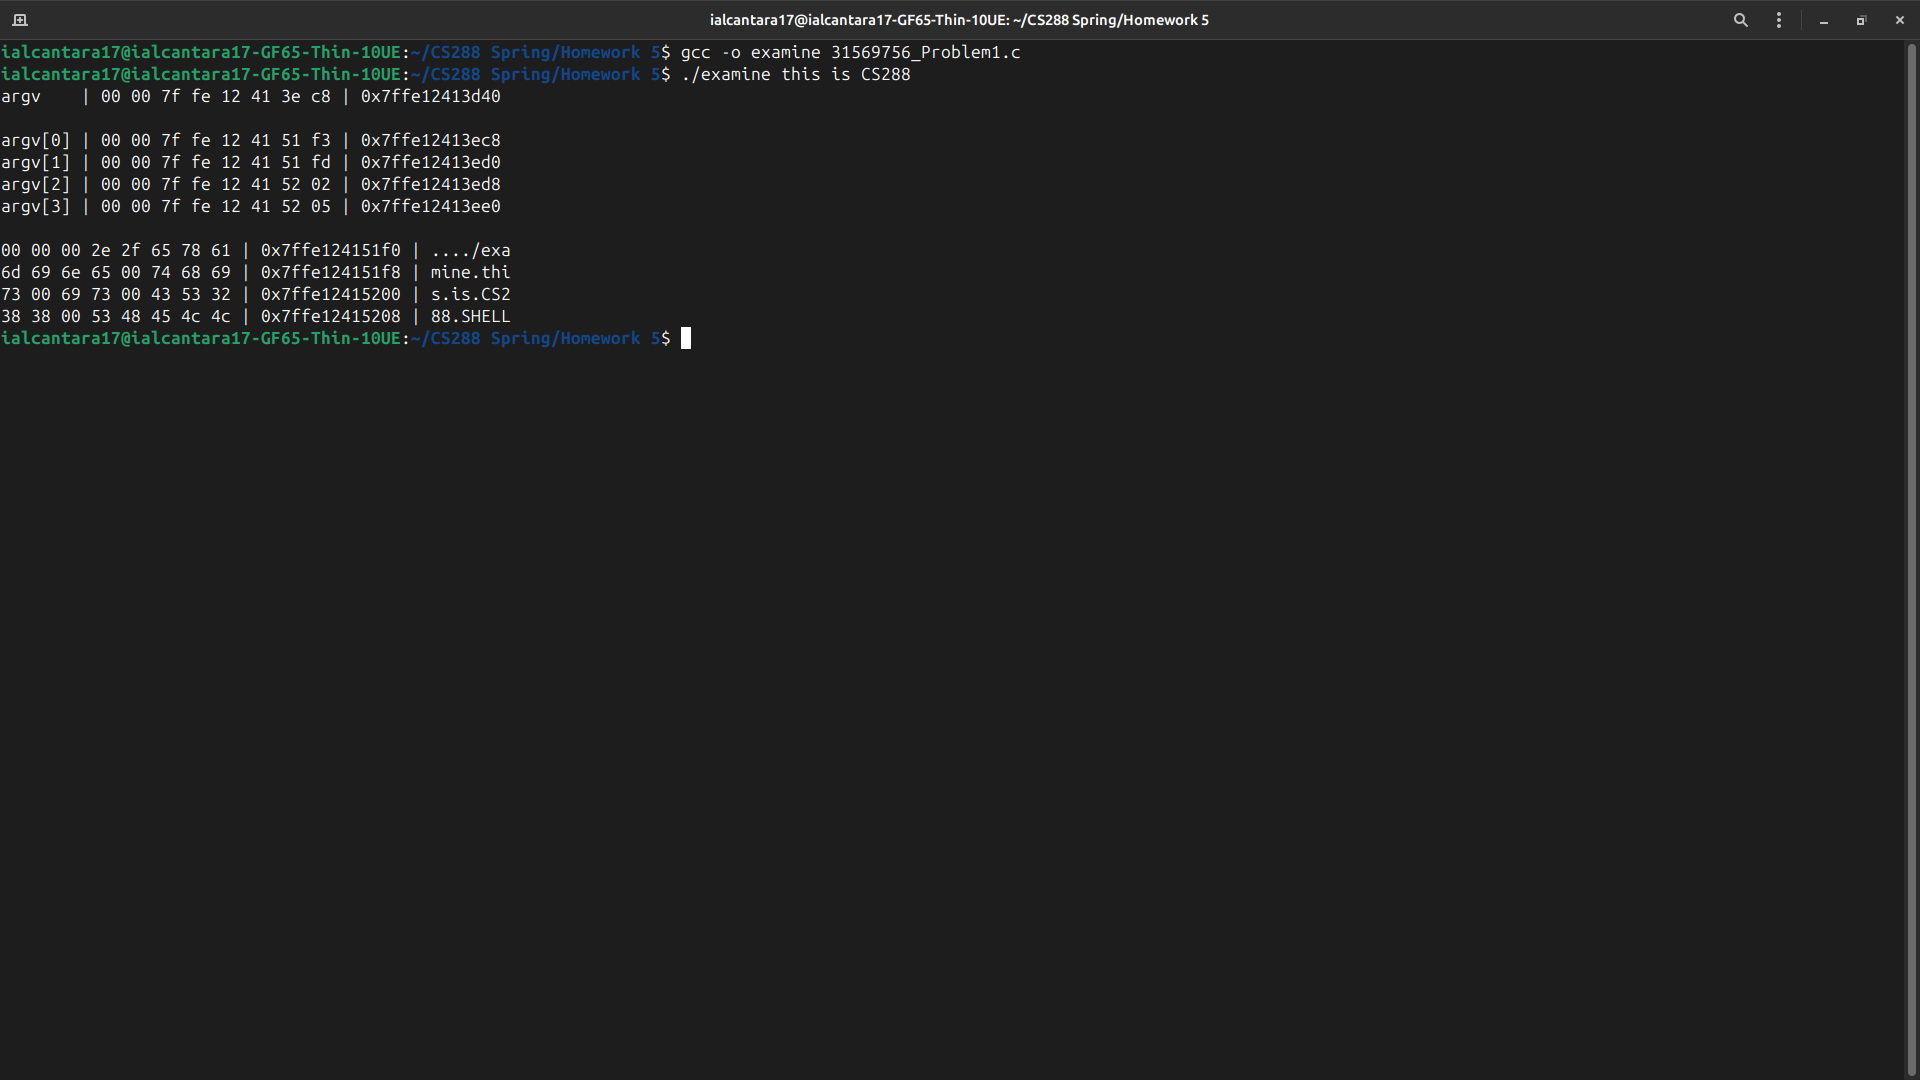 ialcantara17@ialcantara17-GF65-Thin-10UE: ~/CS288 Spring/Homework 5
ialcantara17@ialcantara17-GF65-Thin-10UE:~/CS288 Spring/Homework 5$ gcc -o examine 31569756_Problem1.c
ialcantara17@ialcantara17-GF65-Thin-10UE:~/CS288 Spring/Homework 5$ ./examine this is CS288
argv    | 00 00 7f fe 12 41 3e c8 | 0x7ffe12413d40
argv[0] | 00 00 7f fe 12 41 51 f3 | 0x7ffe12413ec8
argv[1] | 00 00 7f fe 12 41 51 fd | 0x7ffe12413ed0
argv[2] | 00 00 7f fe 12 41 52 02 | 0x7ffe12413ed8
argv[3] | 00 00 7f fe 12 41 52 05 | 0x7ffe12413ee0
00 00 00 2e 2f 65 78 61 | 0x7ffe124151f0 | ..../exa
6d 69 6e 65 00 74 68 69 | 0x7ffe124151f8 | mine.thi
73 00 69 73 00 43 53 32 | 0x7ffe12415200 | s.is.CS2
38 38 00 53 48 45 4c 4c | 0x7ffe12415208 | 88.SHELL
ialcantara17@ialcantara17-GF65-Thin-10UE:~/CS288 Spring/Homework 5$